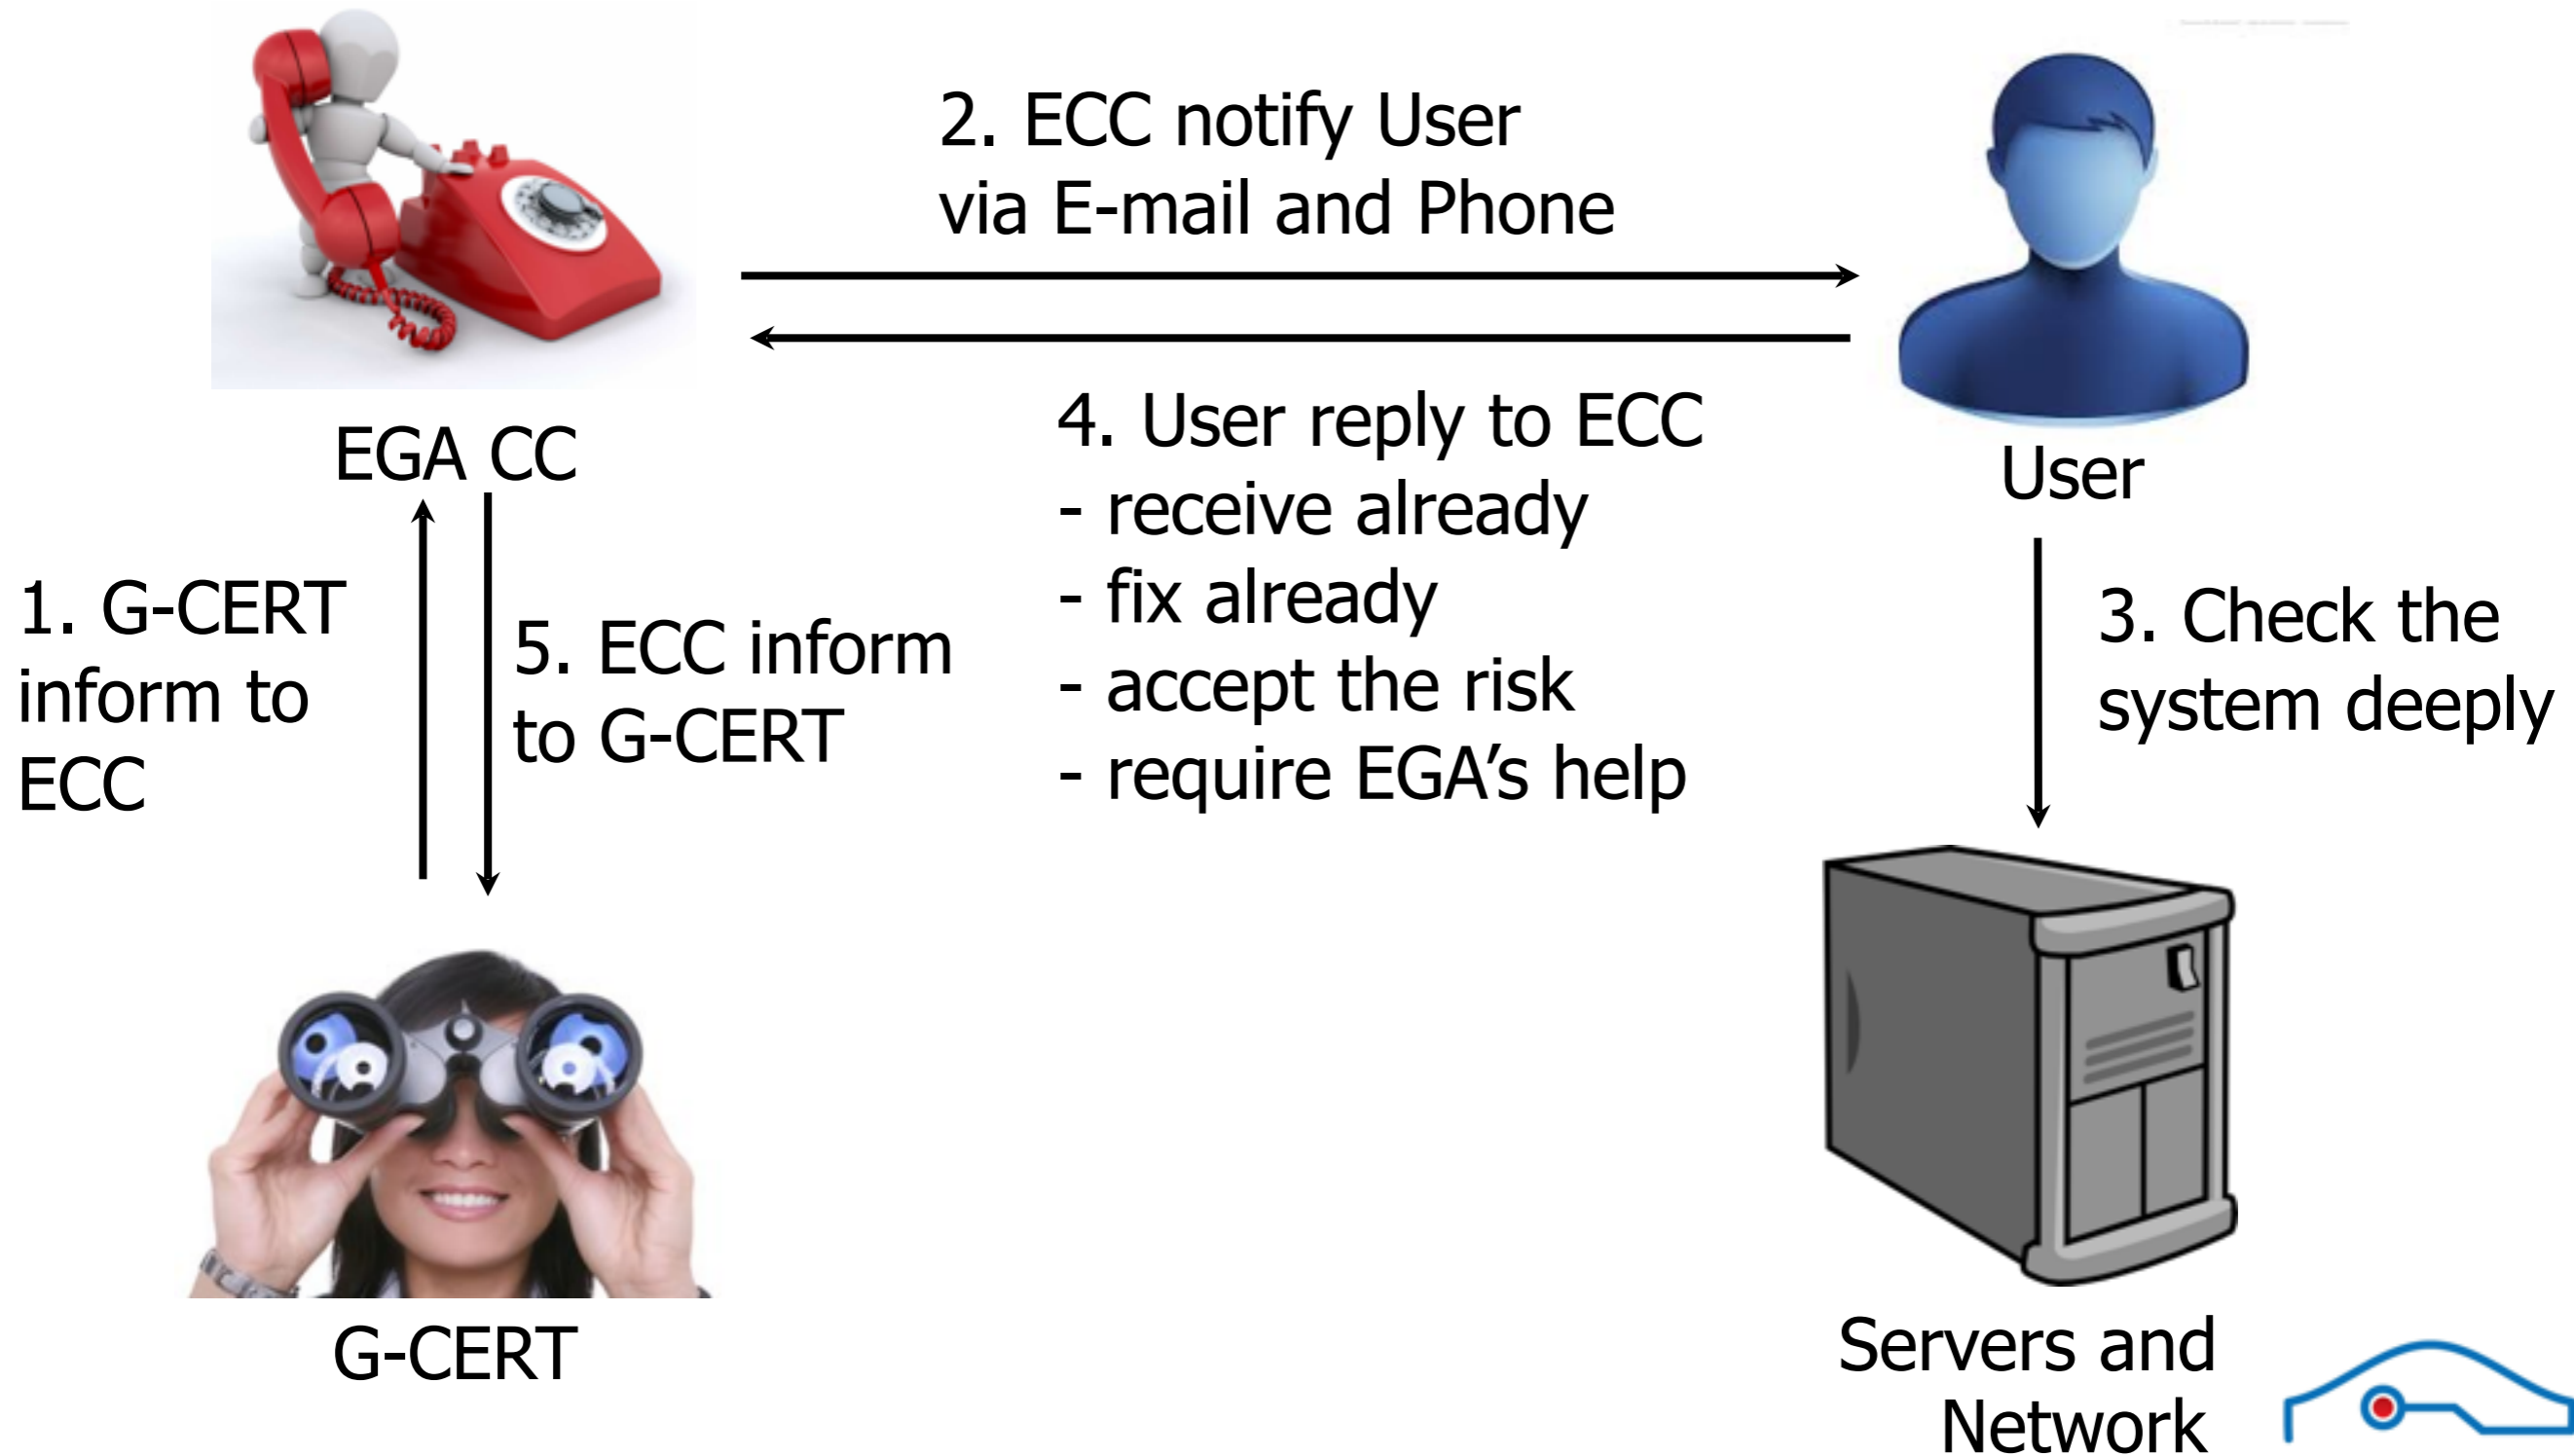 2. ECC notify User
via E-mail and Phone
EGA CC
User
4. User reply to ECC
- receive already
- fix already
- accept the risk
- require EGA’s help
1. G-CERT
inform to
ECC
5. ECC inform
to G-CERT
3. Check the
system deeply
G-CERT
Servers and
Network